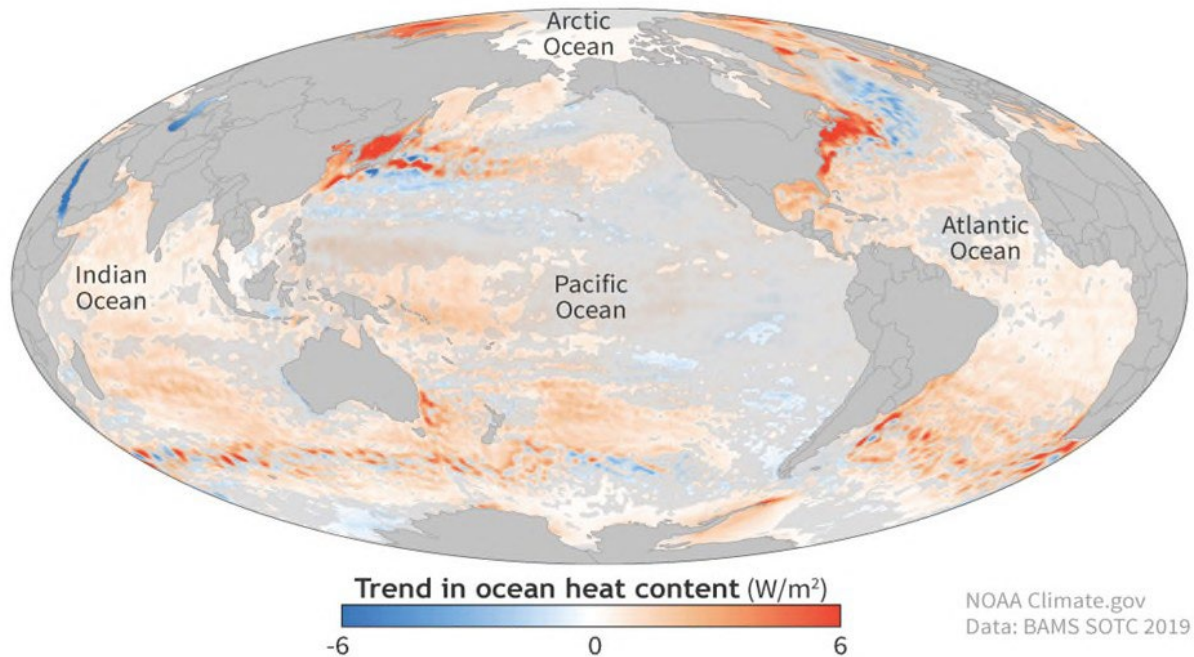 Arctic
Ocean
Atlantic
Ocean
Indian
Ocean
Pacific
Ocean
Trend in ocean heat content (W/m²)
-6 0 6
NOAA Climate.gov
Data: BAMS SOTC 2019